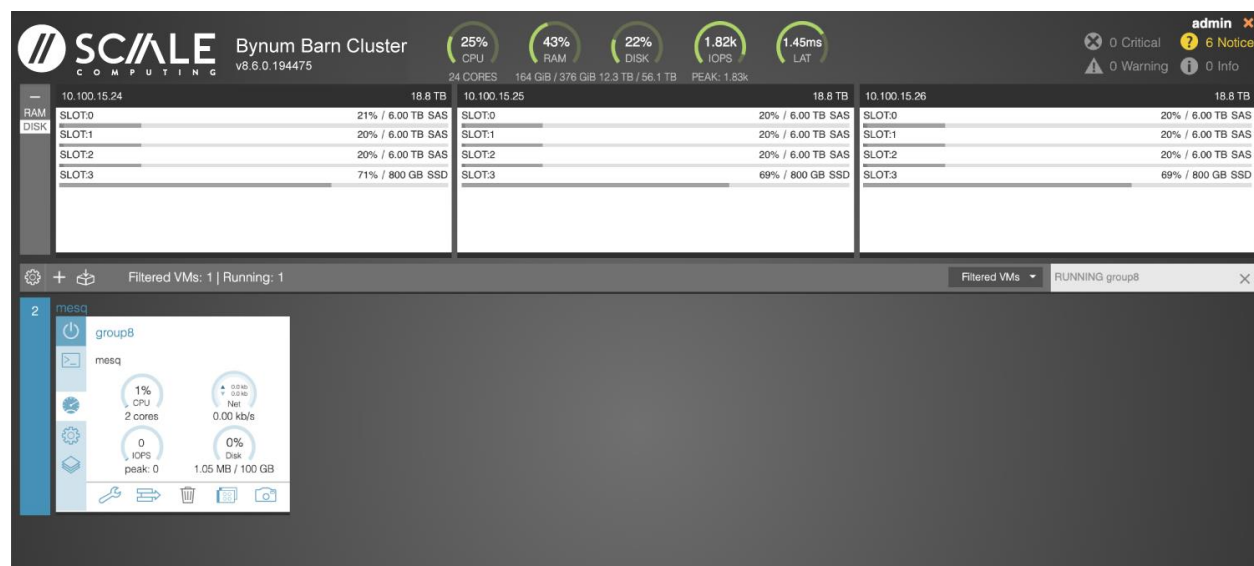 SCALE
COMPUTING
Bynum Barn Cluster
v8.6.0.194475
25%
CPU
24 CORES
43%
RAM
164 GiB / 376 GiB
22%
DISK
12.3 TB / 56.1 TB
1.82k
IOPS
PEAK: 1.83k
1.45ms
LAT
admin
0 Critical
6 Notice
0 Warning
0 Info
RAM
DISK
10.100.15.24 18.8 TB
SLOT:0 21% / 6.00 TB SAS
SLOT:1 20% / 6.00 TB SAS
SLOT:2 20% / 6.00 TB SAS
SLOT:3 71% / 800 GB SSD
10.100.15.25 18.8 TB
SLOT:0 20% / 6.00 TB SAS
SLOT:1 20% / 6.00 TB SAS
SLOT:2 20% / 6.00 TB SAS
SLOT:3 69% / 800 GB SSD
10.100.15.26 18.8 TB
SLOT:0 20% / 6.00 TB SAS
SLOT:1 20% / 6.00 TB SAS
SLOT:2 20% / 6.00 TB SAS
SLOT:3 69% / 800 GB SSD
Filtered VMs: 1 | Running: 1
Filtered VMs
RUNNING group8
2
mesq
group8
mesq
1%
CPU
2 cores
0.0 kb
0.0 kb
Net
0.00 kb/s
0
IOPS
peak: 0
0%
Disk
1.05 MB / 100 GB